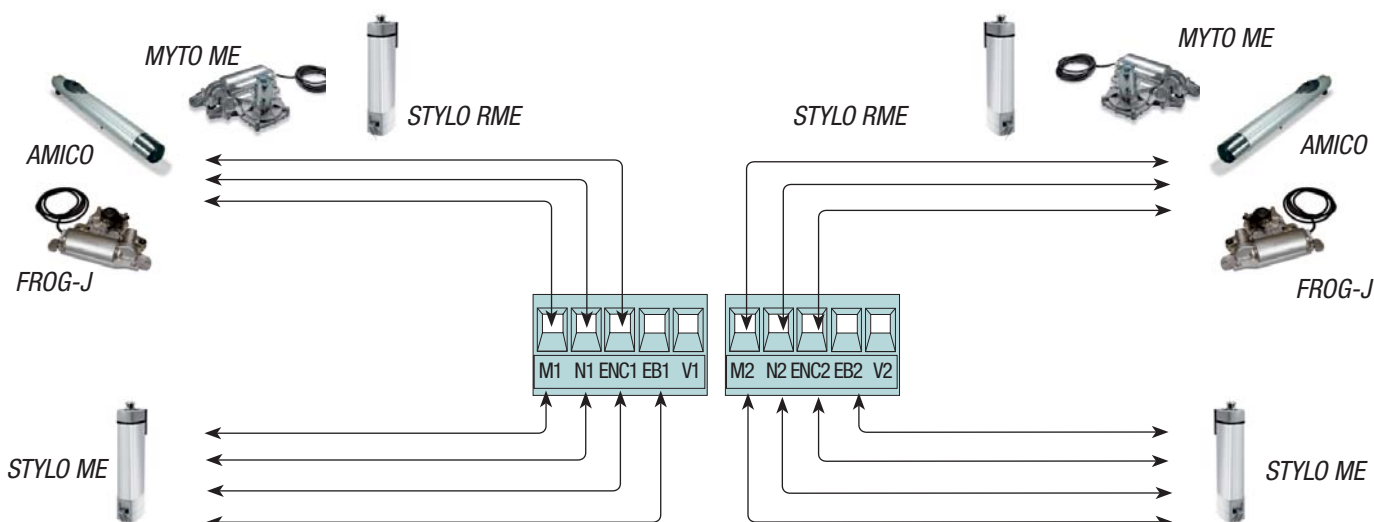 MYTO ME
STYLO RME
AMICO
FROG-J
MYTO ME
STYLO RME
AMICO
FROG-J
M1 N1 ENC1 EB1 V1
M2 N2 ENC2 EB2 V2
STYLO ME
STYLO ME